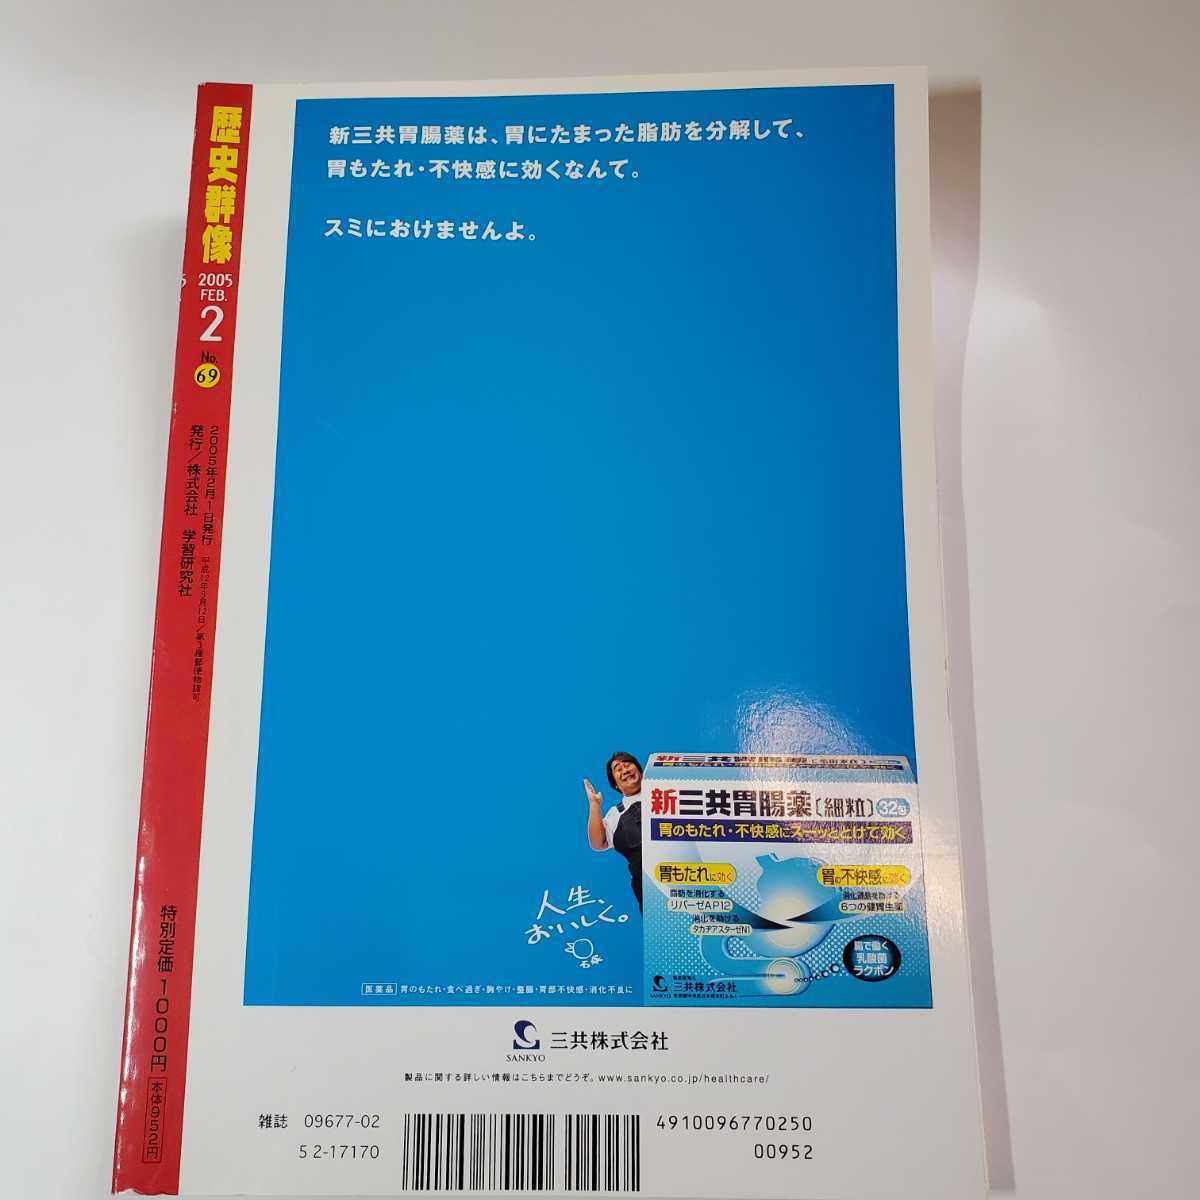 歴史群像
2005
FEB.
2
No.
69
2005年2月1日発行 平成12年9月12日/第3種郵便物認可
発行/株式会社 学習研究社
特別定価1000円
本体952円
新三共胃腸薬は、胃にたまった脂肪を分解して、
胃もたれ・不快感に効くなんて。
スミにおけませんよ。
新三共胃腸薬〔細粒〕32包
胃のもたれ・不快感にスーッととけて効く
胃もたれに効く
脂肪を消化する
リパーゼAP12
消化を助ける
タカヂアスターゼN1
胃の不快感に効く
6つの健胃生薬
腸で働く
乳酸菌
ラクボン
SANKYO
三共株式会社
人生、
おいしく。
医薬品 胃のもたれ・食べ過ぎ・胸やけ・整腸・胃部不快感・消化不良に
SANKYO
三共株式会社
製品に関する詳しい情報はこちらまでどうぞ。www.sankyo.co.jp/healthcare/
雑誌 09677-02
52-17170
4910096770250
00952